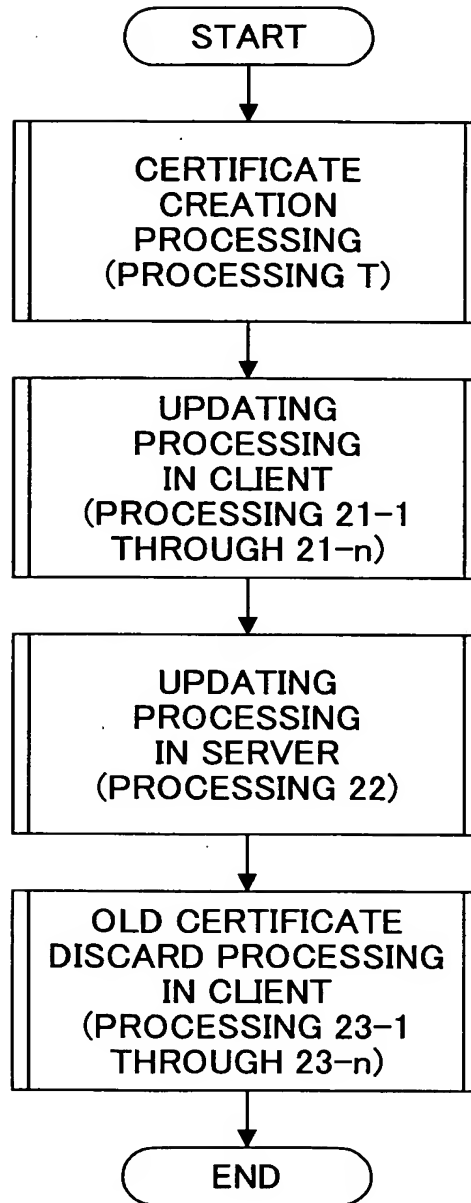 START
CERTIFICATE
CREATION
PROCESSING
(PROCESSING T)
UPDATING
PROCESSING
IN CLIENT
(PROCESSING 21-1
THROUGH 21-n)
UPDATING
PROCESSING
IN SERVER
(PROCESSING 22)
OLD CERTIFICATE
DISCARD PROCESSING
IN CLIENT
(PROCESSING 23-1
THROUGH 23-n)
END